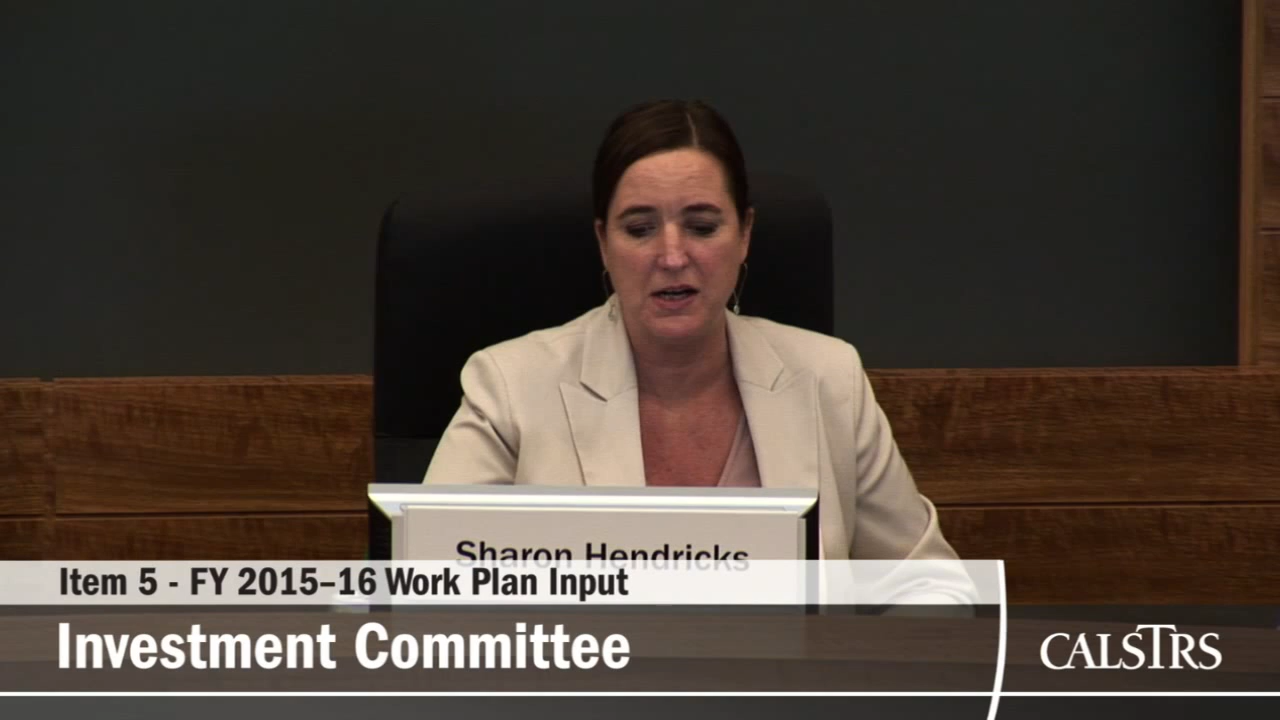 Sharon Hendricks
Item 5 - FY 2015–16 Work Plan Input
Investment Committee
CALSTRS